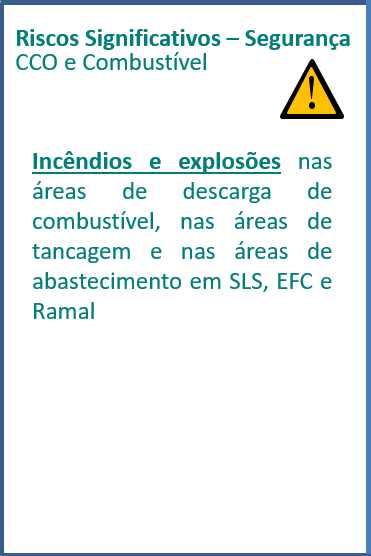 Riscos Significativos – Segurança
CCO e Combustível
Incêndios e explosões nas
áreas de descarga de
combustível, nas áreas de
tancagem e nas áreas de
abastecimento em SLS, EFC e
Ramal